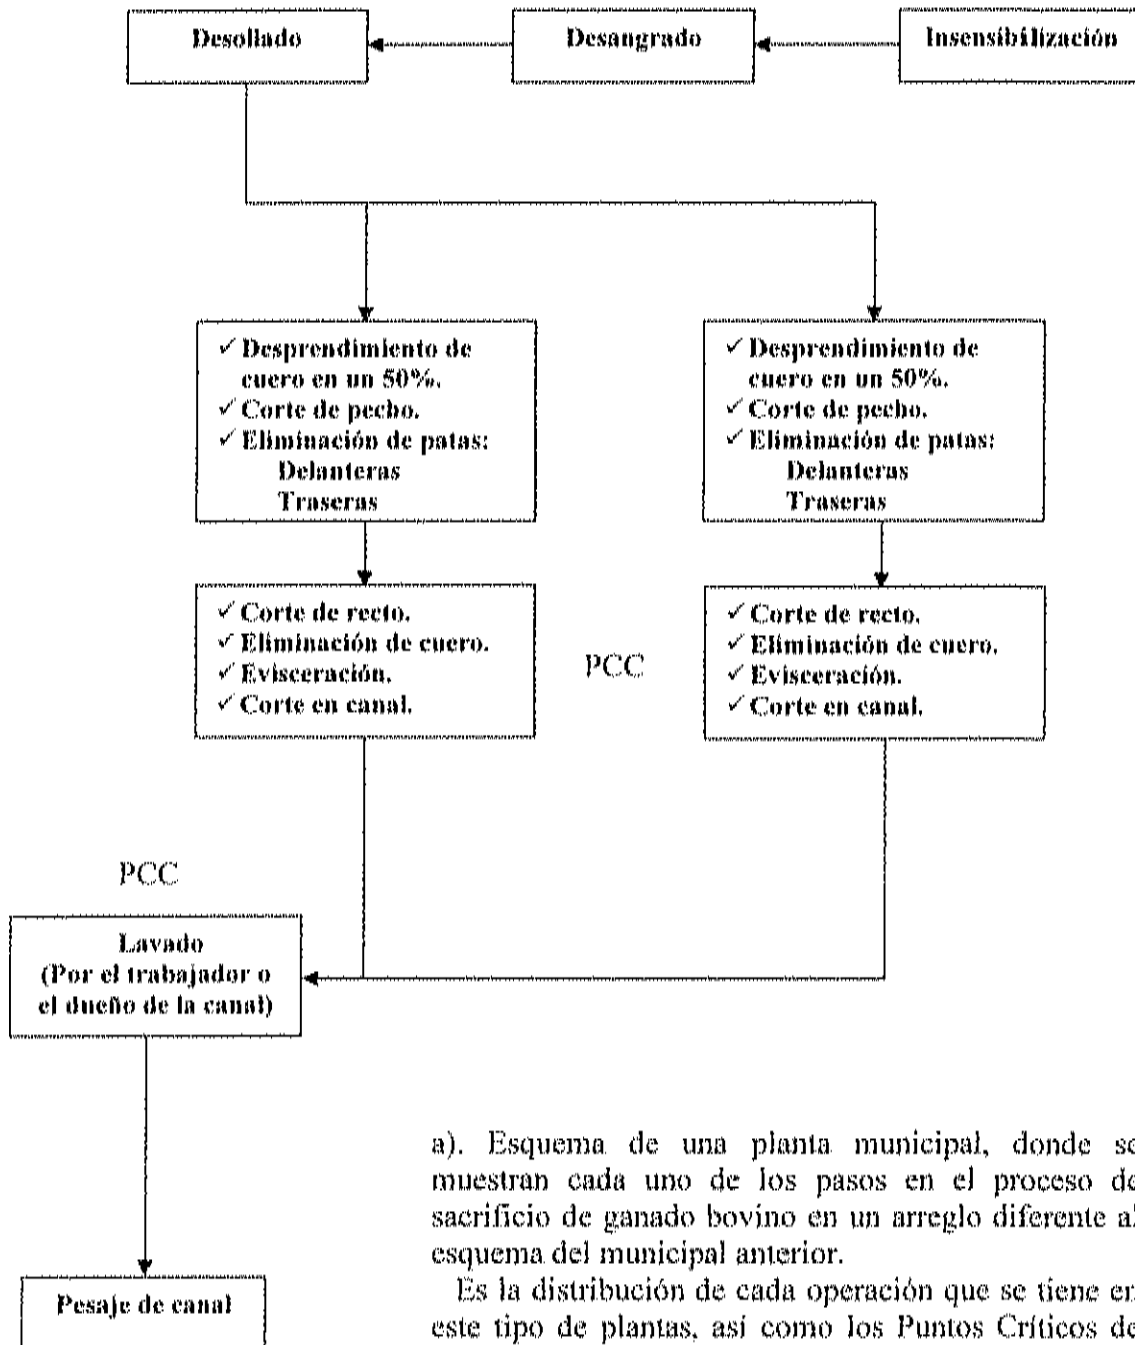 Desollado
Desangrado
Insensibilización
✓ Desprendimiento de
cuero en un 50%.
✓ Corte de pecho.
✓ Eliminación de patas:
Delanteras
Traseras
✓ Desprendimiento de
cuero en un 50%.
✓ Corte de pecho.
✓ Eliminación de patas:
Delanteras
Traseras
✓ Corte de recto.
✓ Eliminación de cuero.
✓ Evisceración.
✓ Corte en canal.
PCC
✓ Corte de recto.
✓ Eliminación de cuero.
✓ Evisceración.
✓ Corte en canal.
PCC
Lavado
(Por el trabajador o
el dueño de la canal)
Pesaje de canal
a). Esquema de una planta municipal, donde se
muestran cada uno de los pasos en el proceso de
sacrificio de ganado bovino en un arreglo diferente al
esquema del municipal anterior.
Es la distribución de cada operación que se tiene en
este tipo de plantas, así como los Puntos Críticos de